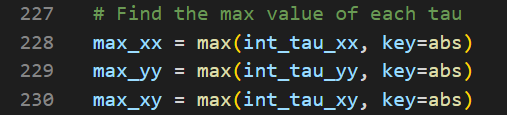 227 # Find the max value of each tau
228 max_xx = max(int_tau_xx, key=abs)
229 max_yy = max(int_tau_yy, key=abs)
230 max_xy = max(int_tau_xy, key=abs)